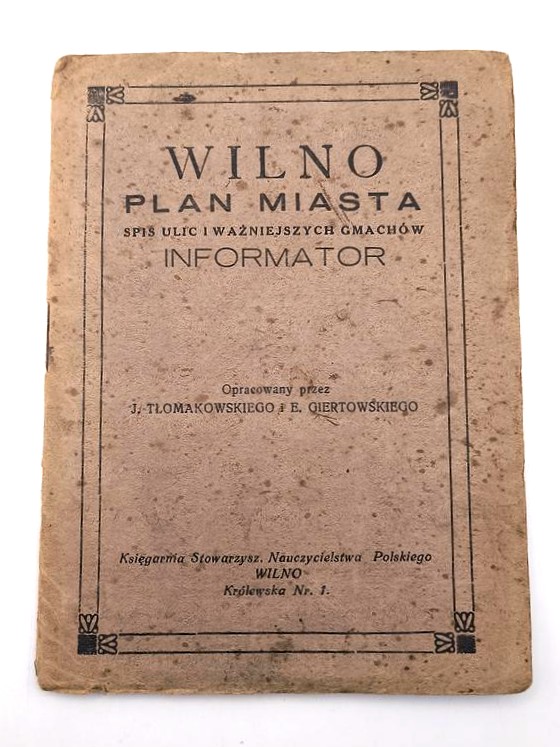 WILNO
PLAN MIASTA
SPIS ULIC I WAŻNIEJSZYCH GMACHÓW
INFORMATOR
Opracowany przez
J. TŁOMAKOWSKIEGO i E. GIERTOWSKIEGO
Księgarnia Stowarzysz. Nauczycielstwa Polskiego
WILNO
Królewska Nr. 1.